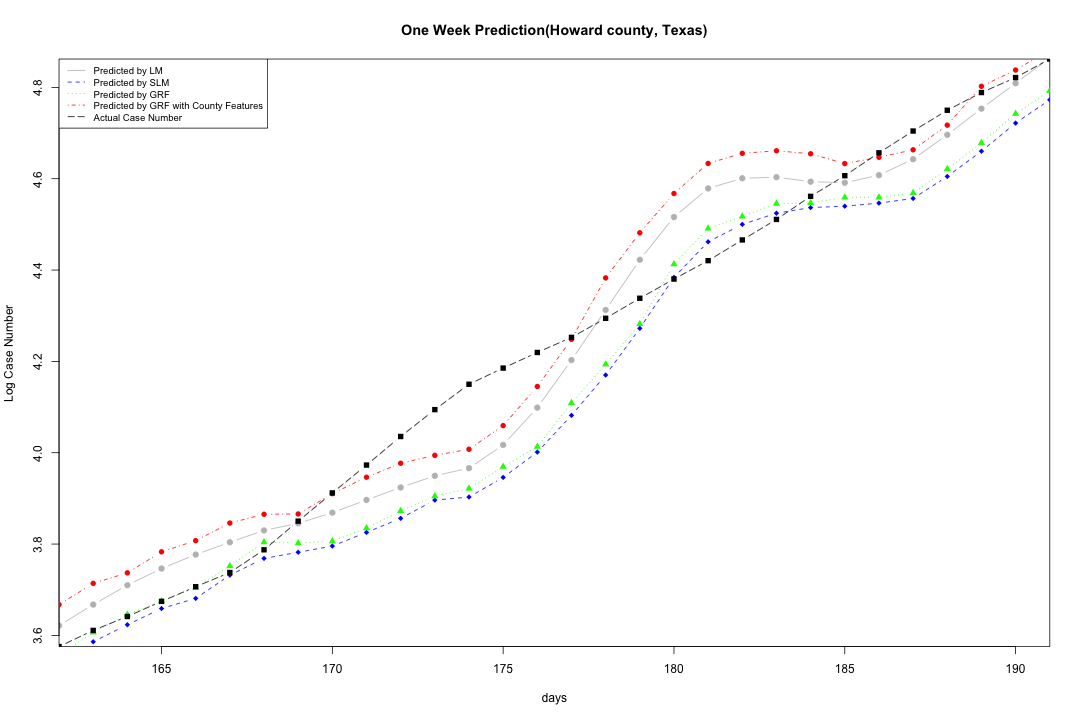 One Week Prediction(Howard county, Texas)
Predicted by LM
Predicted by SLM
Predicted by GRF
Predicted by GRF with County Features
Actual Case Number
4.8
4.6
4.4
4.2
4.0
3.8
3.6
Log Case Number
165 170 175 180 185 190
days